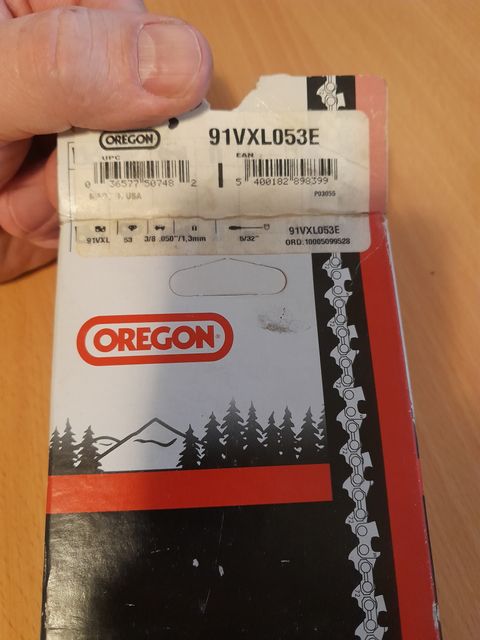 OREGON 91VXL053E
UPC EAN
0 36577 50748 2 5 400182 898399
USA P03055
91VXL 53 3/8 .050"/1,3mm 5/32" 91VXL053E
ORD:10005099528
OREGON